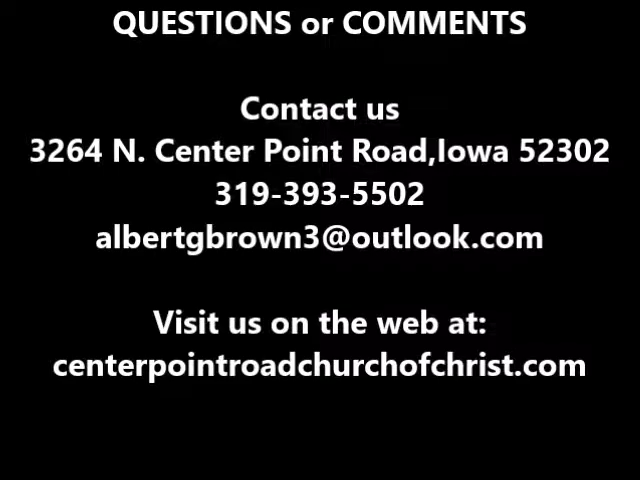 QUESTIONS or COMMENTS
Contact us
3264 N. Center Point Road,Iowa 52302
319-393-5502
albertgbrown3@outlook.com
Visit us on the web at:
centerpointroadchurchofchrist.com